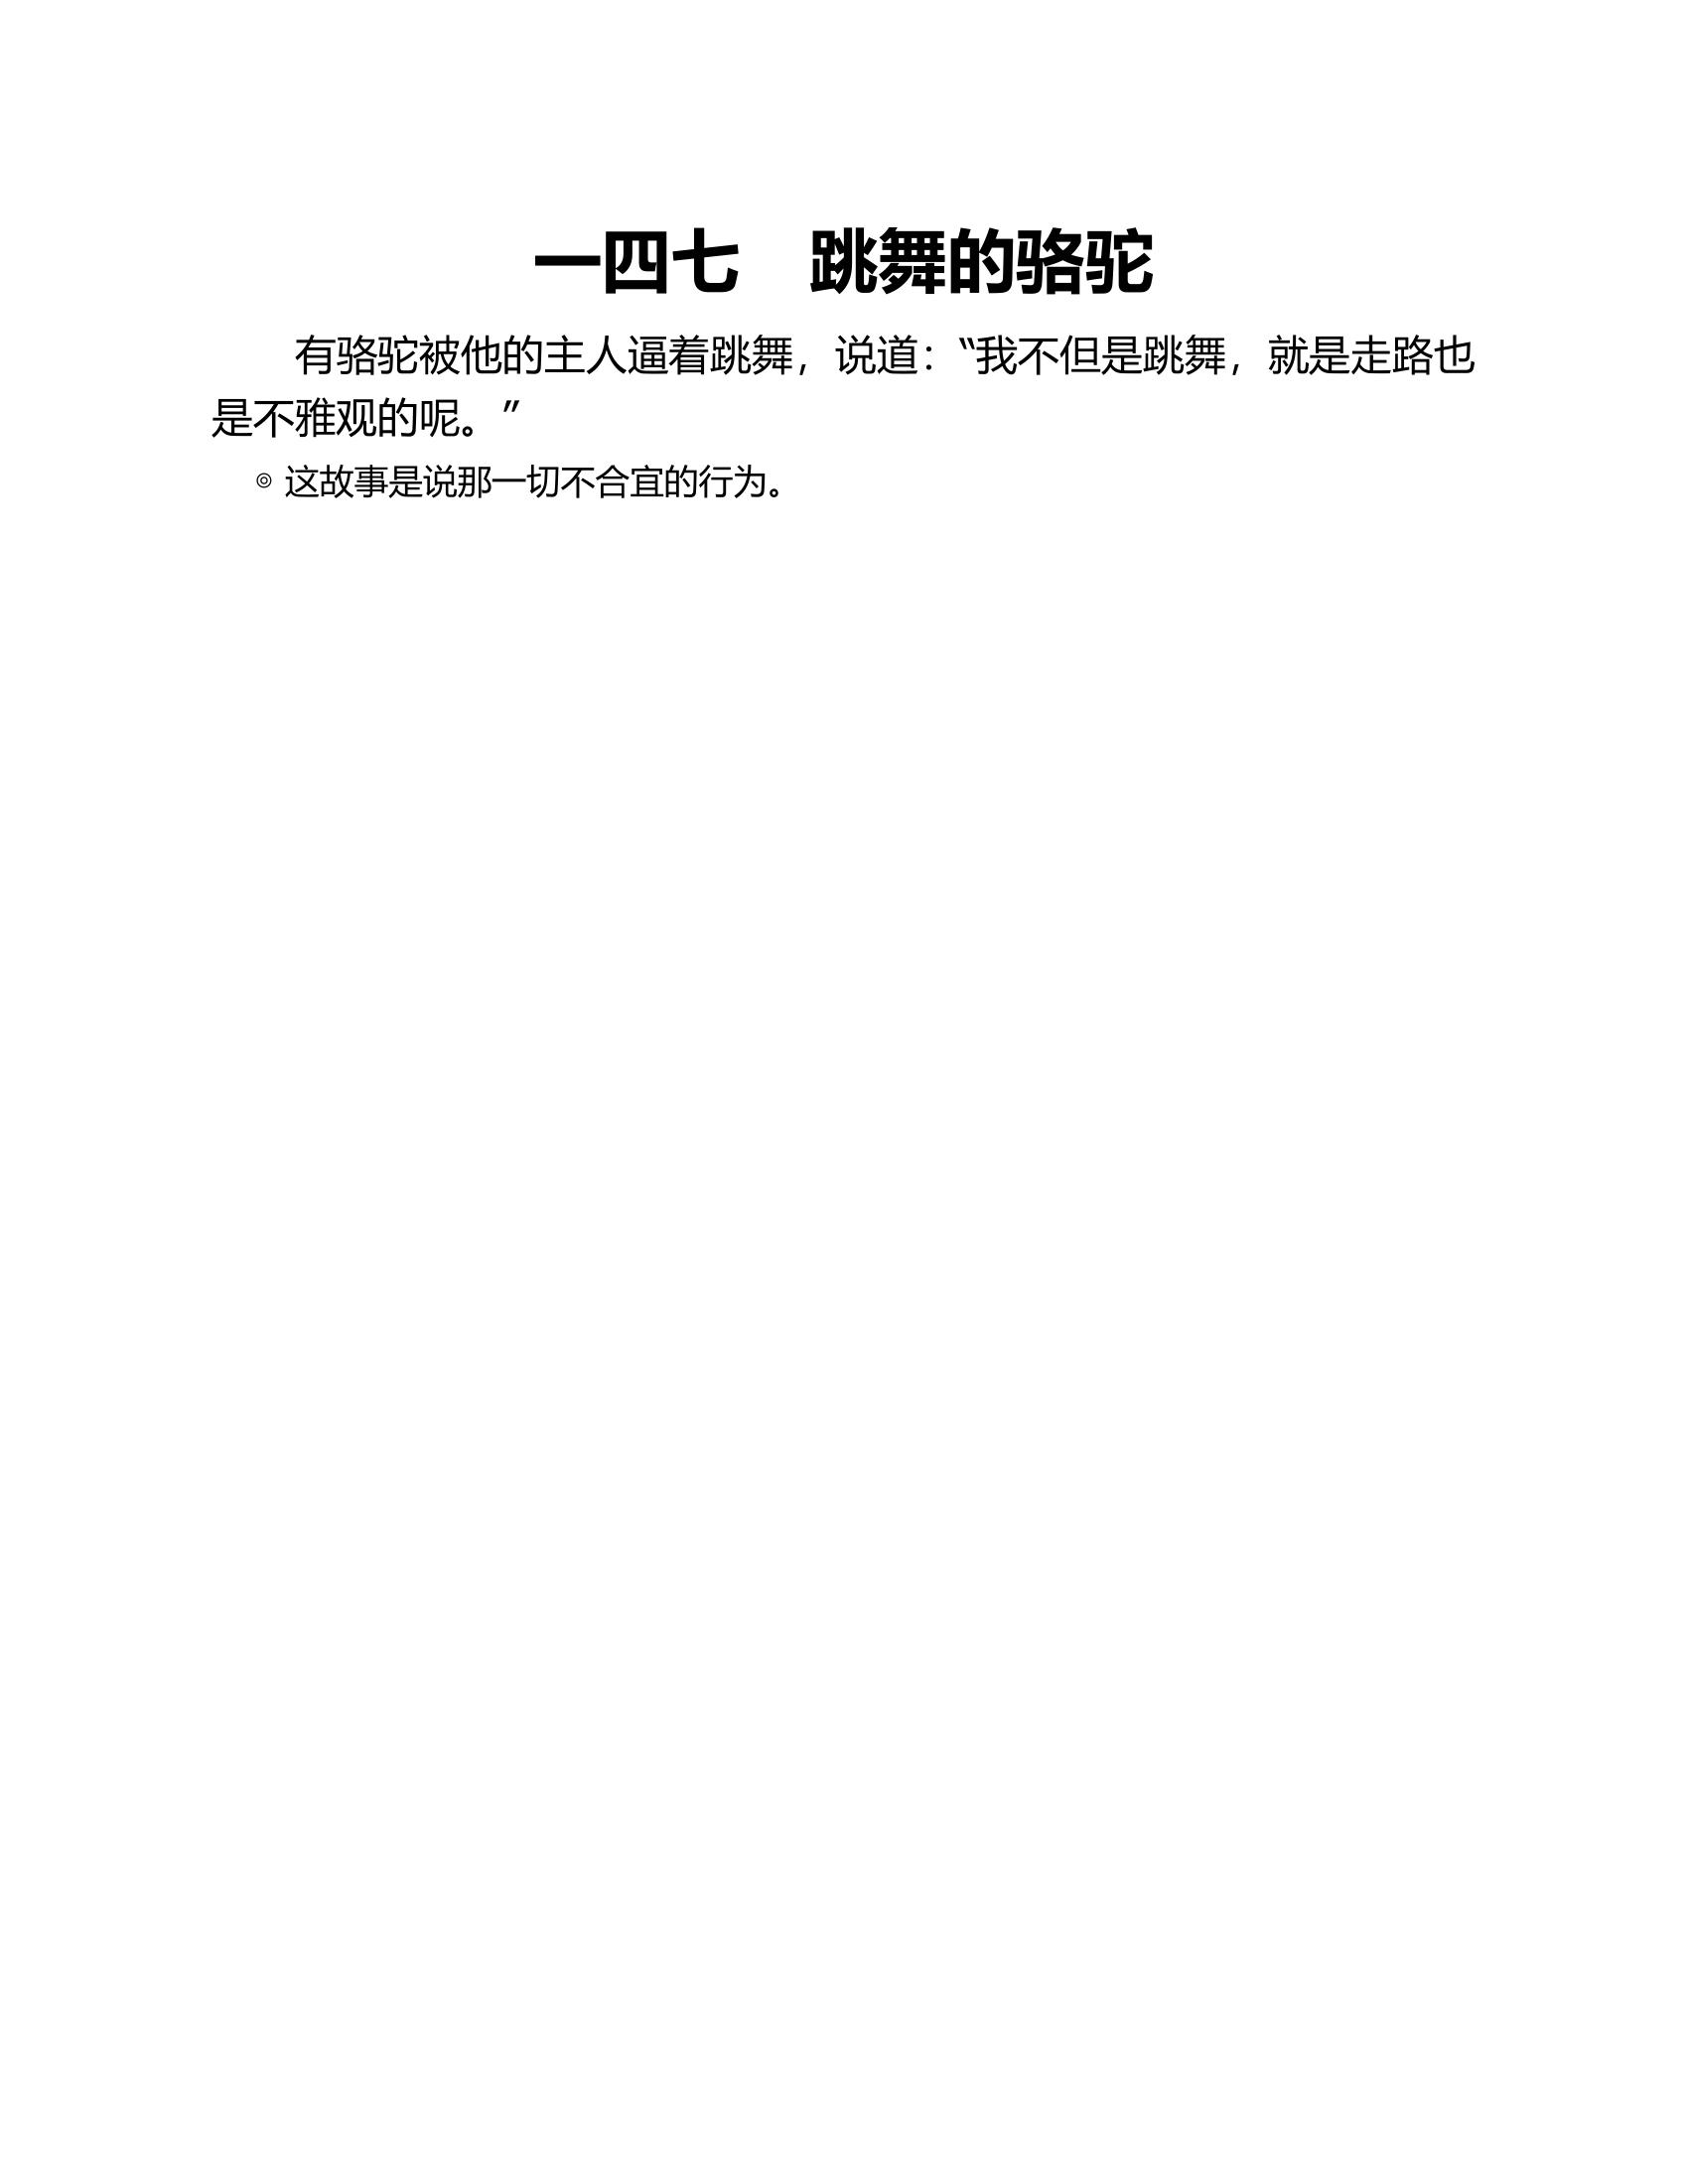 一四七　跳舞的骆驼
有骆驼被他的主人逼着跳舞，说道：“我不但是跳舞，就是走路也
是不雅观的呢。”
◎ 这故事是说那一切不合宜的行为。